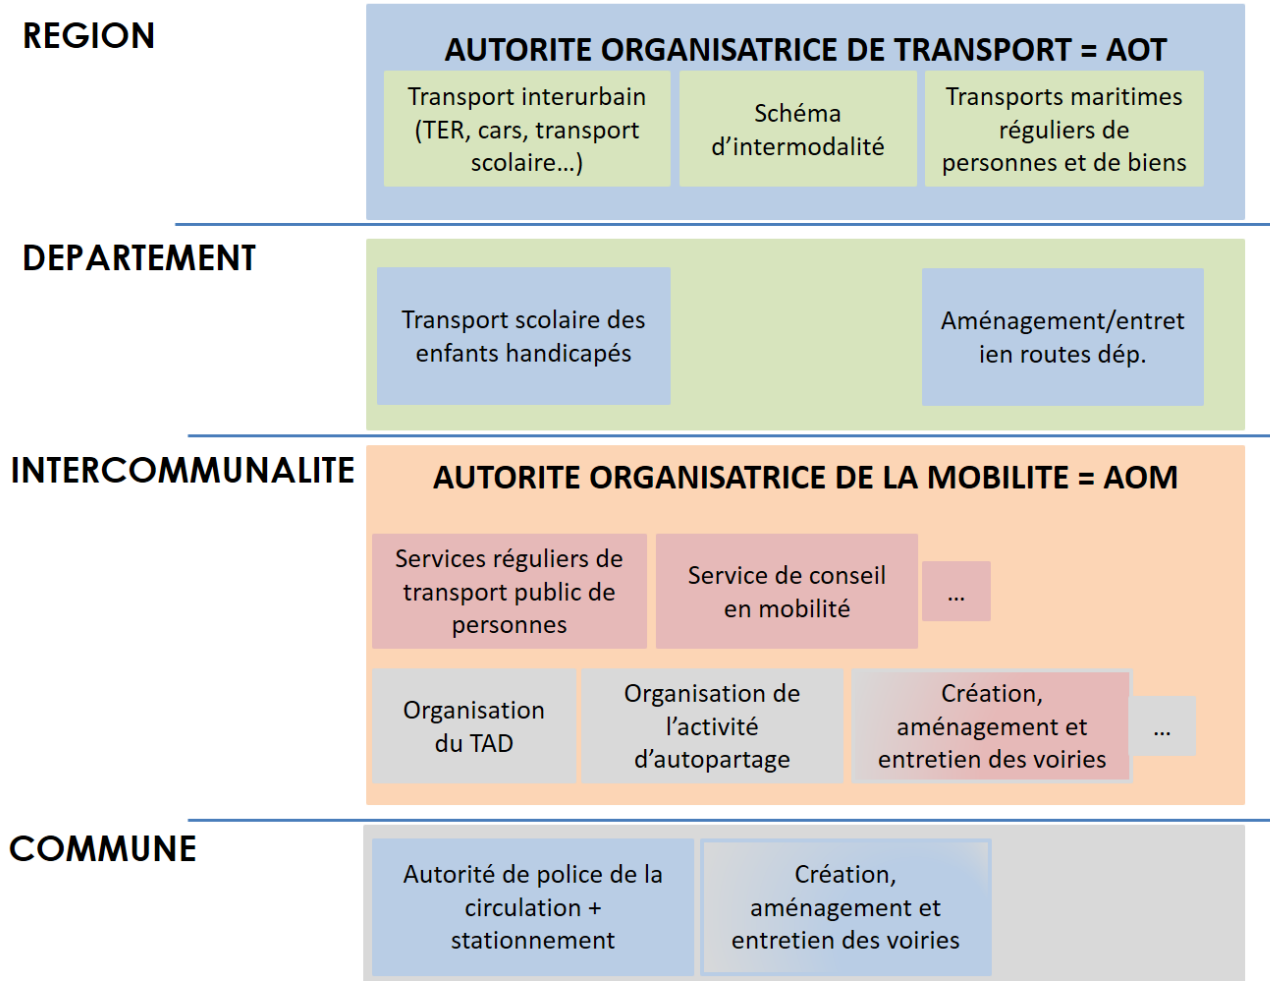 REGION
AUTORITE ORGANISATRICE DE TRANSPORT = AOT
Transport interurbain
(TER, cars, transport
scolaire…)
Schéma
d’intermodalité
Transports maritimes
réguliers de
personnes et de biens
DEPARTEMENT
Transport scolaire des
enfants handicapés
Aménagement/entret
ien routes dép.
INTERCOMMUNALITE
AUTORITE ORGANISATRICE DE LA MOBILITE = AOM
Services réguliers de
transport public de
personnes
Service de conseil
en mobilité
…
Organisation
du TAD
Organisation de
l’activité
d’autopartage
Création,
aménagement et
entretien des voiries
…
COMMUNE
Autorité de police de la
circulation +
stationnement
Création,
aménagement et
entretien des voiries